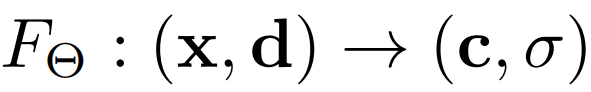 F_Θ : (𝐱, 𝐝) → (𝐜, σ)